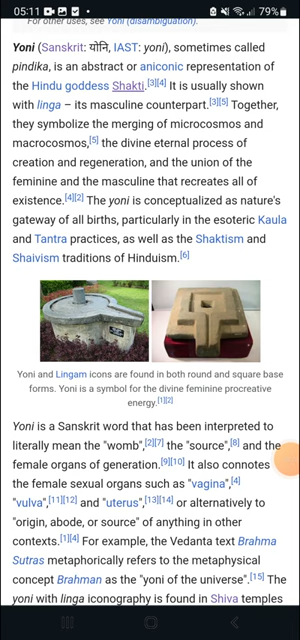 05:11
79%
For other uses, see Yoni (disambiguation).
Yoni (Sanskrit: योनि, IAST: yoni), sometimes called
pindika, is an abstract or aniconic representation of
the Hindu goddess Shakti.[3][4] It is usually shown
with linga – its masculine counterpart.[3][5] Together,
they symbolize the merging of microcosmos and
macrocosmos,[5] the divine eternal process of
creation and regeneration, and the union of the
feminine and the masculine that recreates all of
existence.[4][2] The yoni is conceptualized as nature's
gateway of all births, particularly in the esoteric Kaula
and Tantra practices, as well as the Shaktism and
Shaivism traditions of Hinduism.[6]
Yoni and Lingam icons are found in both round and square base
forms. Yoni is a symbol for the divine feminine procreative
energy.[1][2]
Yoni is a Sanskrit word that has been interpreted to
literally mean the "womb",[2][7] the "source",[8] and the
female organs of generation.[9][10] It also connotes
the female sexual organs such as "vagina",[4]
"vulva",[11][12] and "uterus",[13][14] or alternatively to
"origin, abode, or source" of anything in other
contexts.[1][4] For example, the Vedanta text Brahma
Sutras metaphorically refers to the metaphysical
concept Brahman as the "yoni of the universe".[15] The
yoni with linga iconography is found in Shiva temples